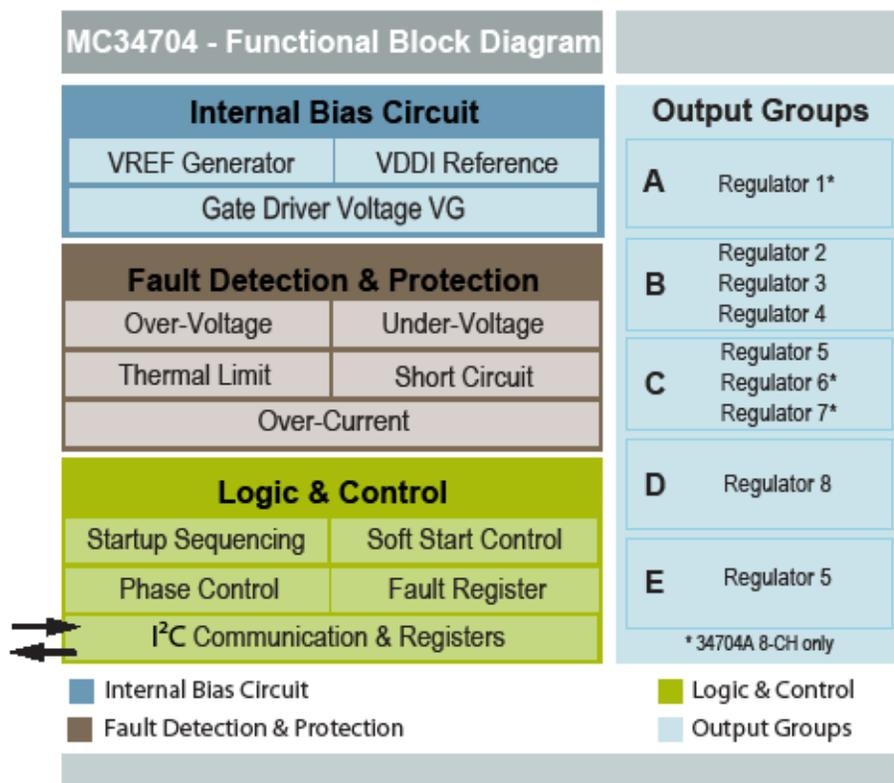 MC34704 - Functional Block Diagram
Internal Bias Circuit
VREF Generator
VDDI Reference
Gate Driver Voltage VG
Fault Detection & Protection
Over-Voltage
Under-Voltage
Thermal Limit
Short Circuit
Over-Current
Logic & Control
Startup Sequencing
Soft Start Control
Phase Control
Fault Register
I²C Communication & Registers
Output Groups
A
Regulator 1*
B
Regulator 2
Regulator 3
Regulator 4
C
Regulator 5
Regulator 6*
Regulator 7*
D
Regulator 8
E
Regulator 5
* 34704A 8-CH only
Internal Bias Circuit
Fault Detection & Protection
Logic & Control
Output Groups